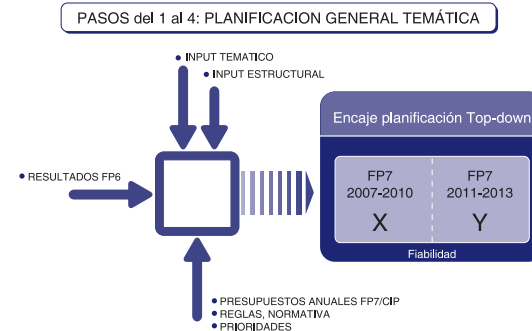 PASOS del 1 al 4: PLANIFICACION GENERAL TEMÁTICA
• INPUT TEMATICO
• INPUT ESTRUCTURAL
• RESULTADOS FP6
Encaje planificación Top-down
FP7
2007-2010
X
FP7
2011-2013
Y
Fiabilidad
• PRESUPUESTOS ANUALES FP7/CIP
• REGLAS, NORMATIVA
• PRIORIDADES